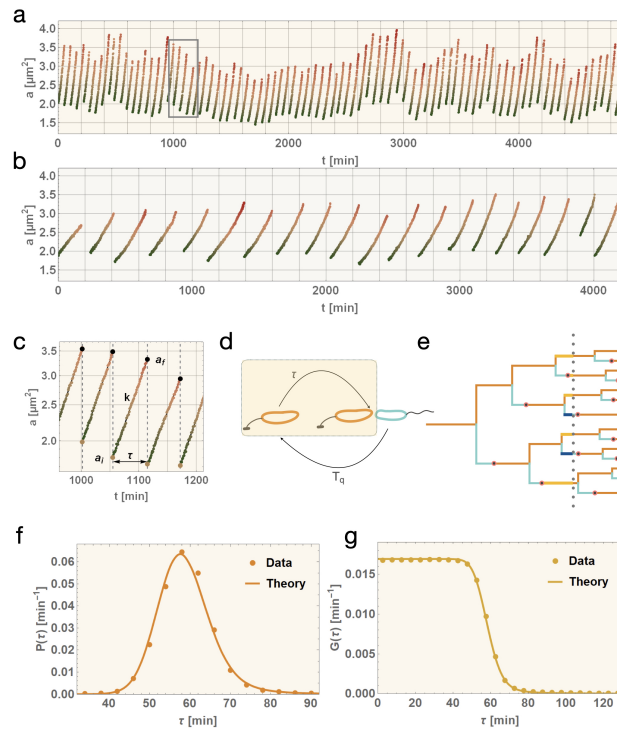 a
a [μm²]
4.0
3.5
3.0
2.5
2.0
1.5
0
1000
2000
3000
4000
t [min]
b
a [μm²]
4.0
3.5
3.0
2.5
2.0
1.5
0
1000
2000
3000
4000
t [min]
c
a [μm²]
3.5
2.0
a_f
k
a_i
τ
1000
1100
1200
t [min]
d
τ
T_q
e
f
P(τ) [min⁻¹]
0.06
0.05
0.04
0.03
0.02
0.01
0.00
Data
Theory
40
50
60
70
80
90
τ [min]
g
G(τ) [min⁻¹]
0.015
0.010
0.005
0.000
Data
Theory
0
20
40
60
80
100
120
τ [min]